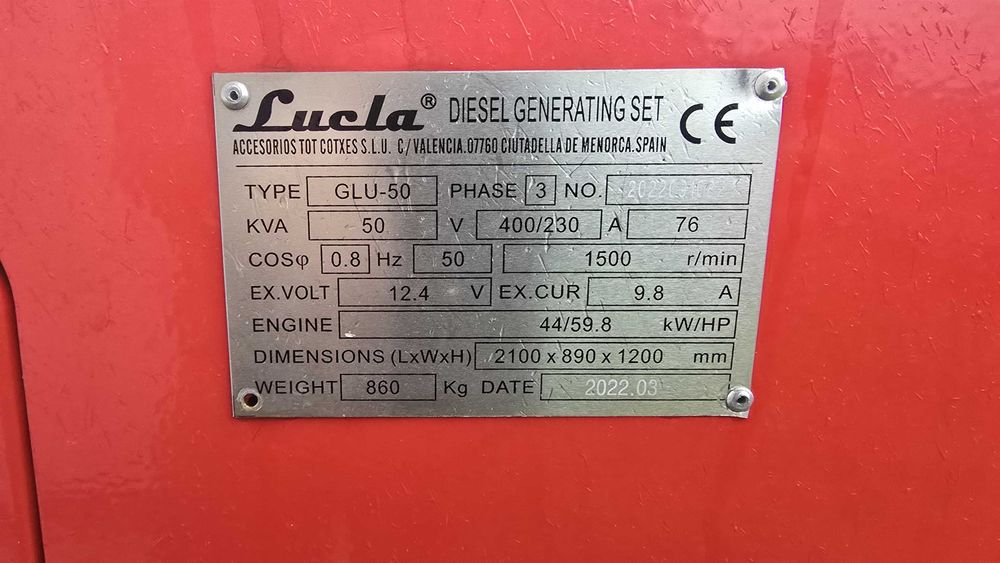 Lucla® DIESEL GENERATING SET CE
ACCESORIOS TOT COTXES S.L.U. C/VALENCIA.07760 CIUTADELLA DE MENORCA.SPAIN
TYPE GLU-50 PHASE 3 NO.
KVA 50 V 400/230 A 76
COSφ 0.8 Hz 50 1500 r/min
EX.VOLT 12.4 V EX.CUR 9.8 A
ENGINE 44/59.8 kW/HP
DIMENSIONS (LxWxH) 2100 x 890 x 1200 mm
WEIGHT 860 Kg DATE 2022.03